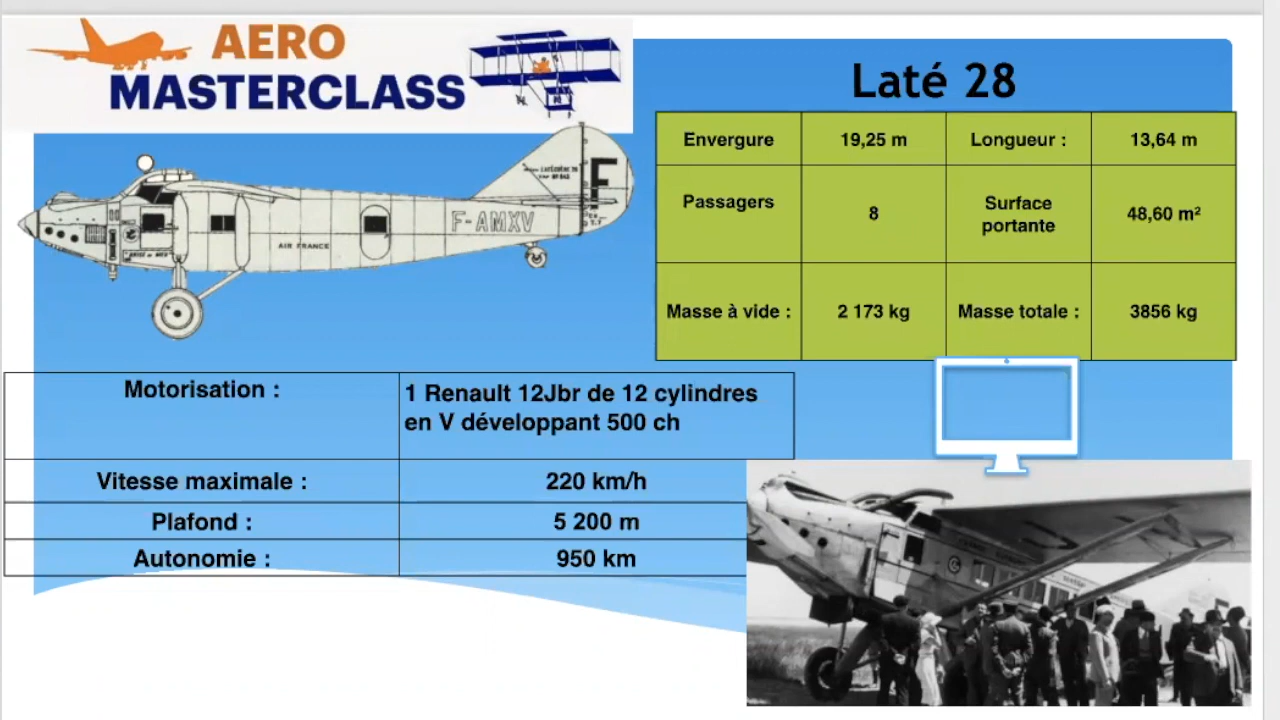 AERO
MASTERCLASS
Laté 28
Envergure
19,25 m
Longueur :
13,64 m
Passagers
8
Surface
portante
48,60 m²
Masse à vide :
2 173 kg
Masse totale :
3856 kg
F
F-AMXV
AIR FRANCE
Motorisation :
1 Renault 12Jbr de 12 cylindres
en V développant 500 ch
Vitesse maximale :
220 km/h
Plafond :
5 200 m
Autonomie :
950 km